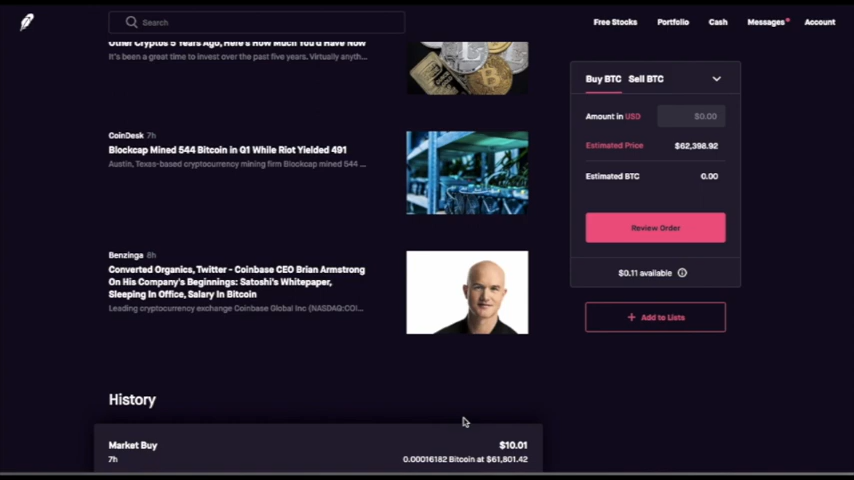 Search
Free Stocks
Portfolio
Cash
Messages
Account
Other Cryptos 5 Years Ago, Here's How Much You'd Have Now
It's been a great time to invest over the past five years. Virtually anyth...
CoinDesk 7h
Blockcap Mined 544 Bitcoin in Q1 While Riot Yielded 491
Austin, Texas-based cryptocurrency mining firm Blockcap mined 544 ...
Benzinga 8h
Converted Organics, Twitter - Coinbase CEO Brian Armstrong
On His Company's Beginnings: Satoshi's Whitepaper,
Sleeping In Office, Salary In Bitcoin
Leading cryptocurrency exchange Coinbase Global Inc (NASDAQ:COI...
History
Market Buy
$10.01
7h
0.00016182 Bitcoin at $61,801.42
Buy BTC
Sell BTC
Amount in USD
$0.00
Estimated Price
$62,398.92
Estimated BTC
0.00
Review Order
$0.11 available
+ Add to Lists